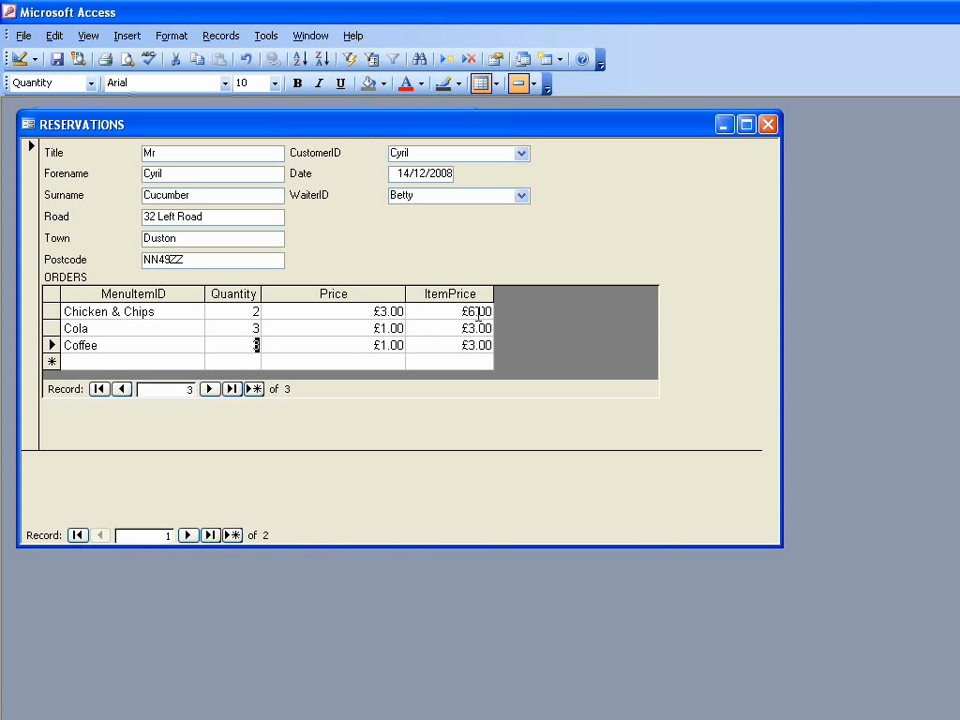 Microsoft Access
File Edit View Insert Format Records Tools Window Help
Quantity Arial 10 B I U A
RESERVATIONS
Title Mr CustomerID Cyril
Forename Cyril Date 14/12/2008
Surname Cucumber WaiterID Betty
Road 32 Left Road
Town Duston
Postcode NN49ZZ
ORDERS
MenuItemID Quantity Price ItemPrice
Chicken & Chips 2 £3.00 £6.00
Cola 3 £1.00 £3.00
Coffee 3 £1.00 £3.00
Record: 3 of 3
Record: 1 of 2